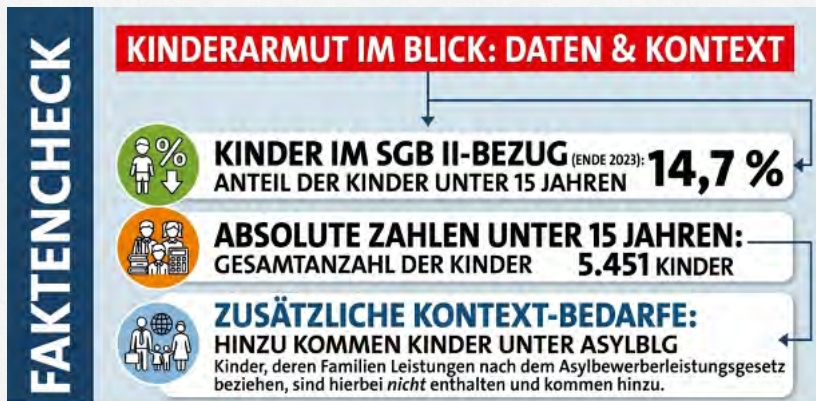 FAKTENCHECK
KINDERARMUT IM BLICK: DATEN & KONTEXT
%
KINDER IM SGB II-BEZUG (ENDE 2023): 14,7 %
ANTEIL DER KINDER UNTER 15 JAHREN
ABSOLUTE ZAHLEN UNTER 15 JAHREN:
GESAMTANZAHL DER KINDER 5.451 KINDER
ZUSÄTZLICHE KONTEXT-BEDARFE:
HINZU KOMMEN KINDER UNTER ASYLBLG
Kinder, deren Familien Leistungen nach dem Asylbewerberleistungsgesetz
beziehen, sind hierbei nicht enthalten und kommen hinzu.